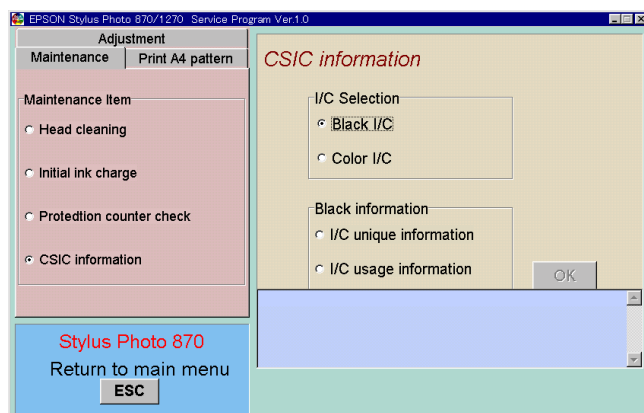 EPSON Stylus Photo 870/1270 Service Program Ver.1.0
Adjustment
Maintenance
Print A4 pattern
Maintenance Item
Head cleaning
Initial ink charge
Protedtion counter check
CSIC information
CSIC information
I/C Selection
Black I/C
Color I/C
Black information
I/C unique information
I/C usage information
OK
Stylus Photo 870
Return to main menu
ESC